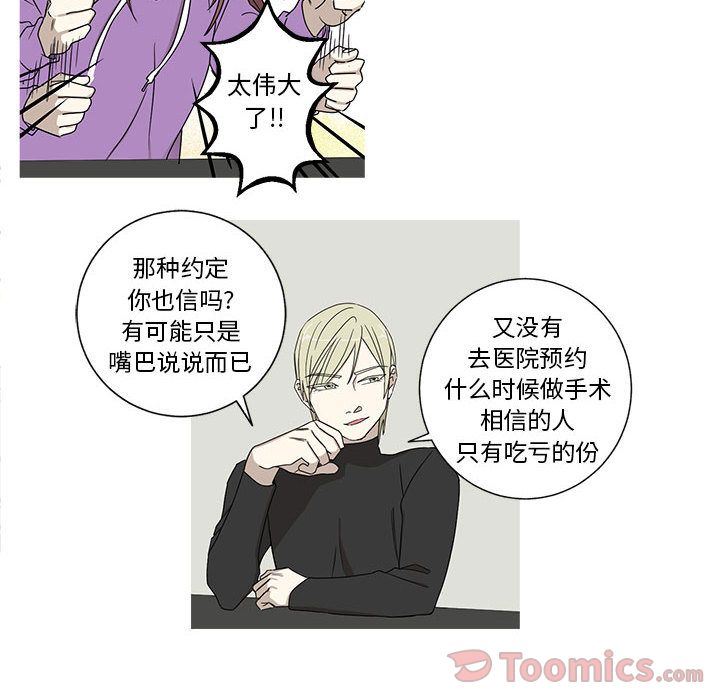 太伟大
了!!
那种约定
你也信吗?
有可能只是
嘴巴说说而已
又没有
去医院预约
什么时候做手术
相信的人
只有吃亏的份
Toomics.com